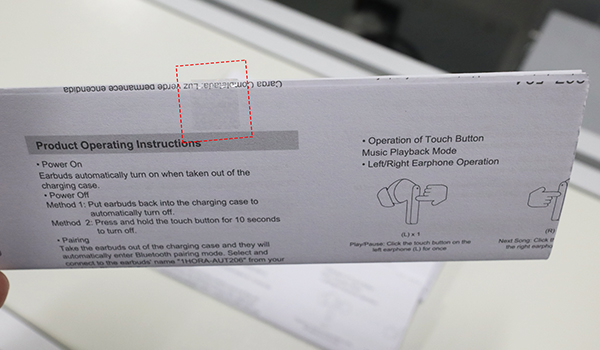 Carga Completada: Luz verde permanece encendida
Product Operating Instructions
• Power On
Earbuds automatically turn on when taken out of the
charging case.
• Power Off
Method 1: Put earbuds back into the charging case to
automatically turn off.
Method 2: Press and hold the touch button for 10 seconds
to turn off.
• Pairing
Take the earbuds out of the charging case and they will
automatically enter Bluetooth pairing mode. Select and
connect to the earbuds' name "1HORA-AUT206" from your
• Operation of Touch Button
Music Playback Mode
• Left/Right Earphone Operation
(L) x 1
Play/Pause: Click the touch button on the
left earphone (L) for once
(R)
Next Song: Click th
the right earpho